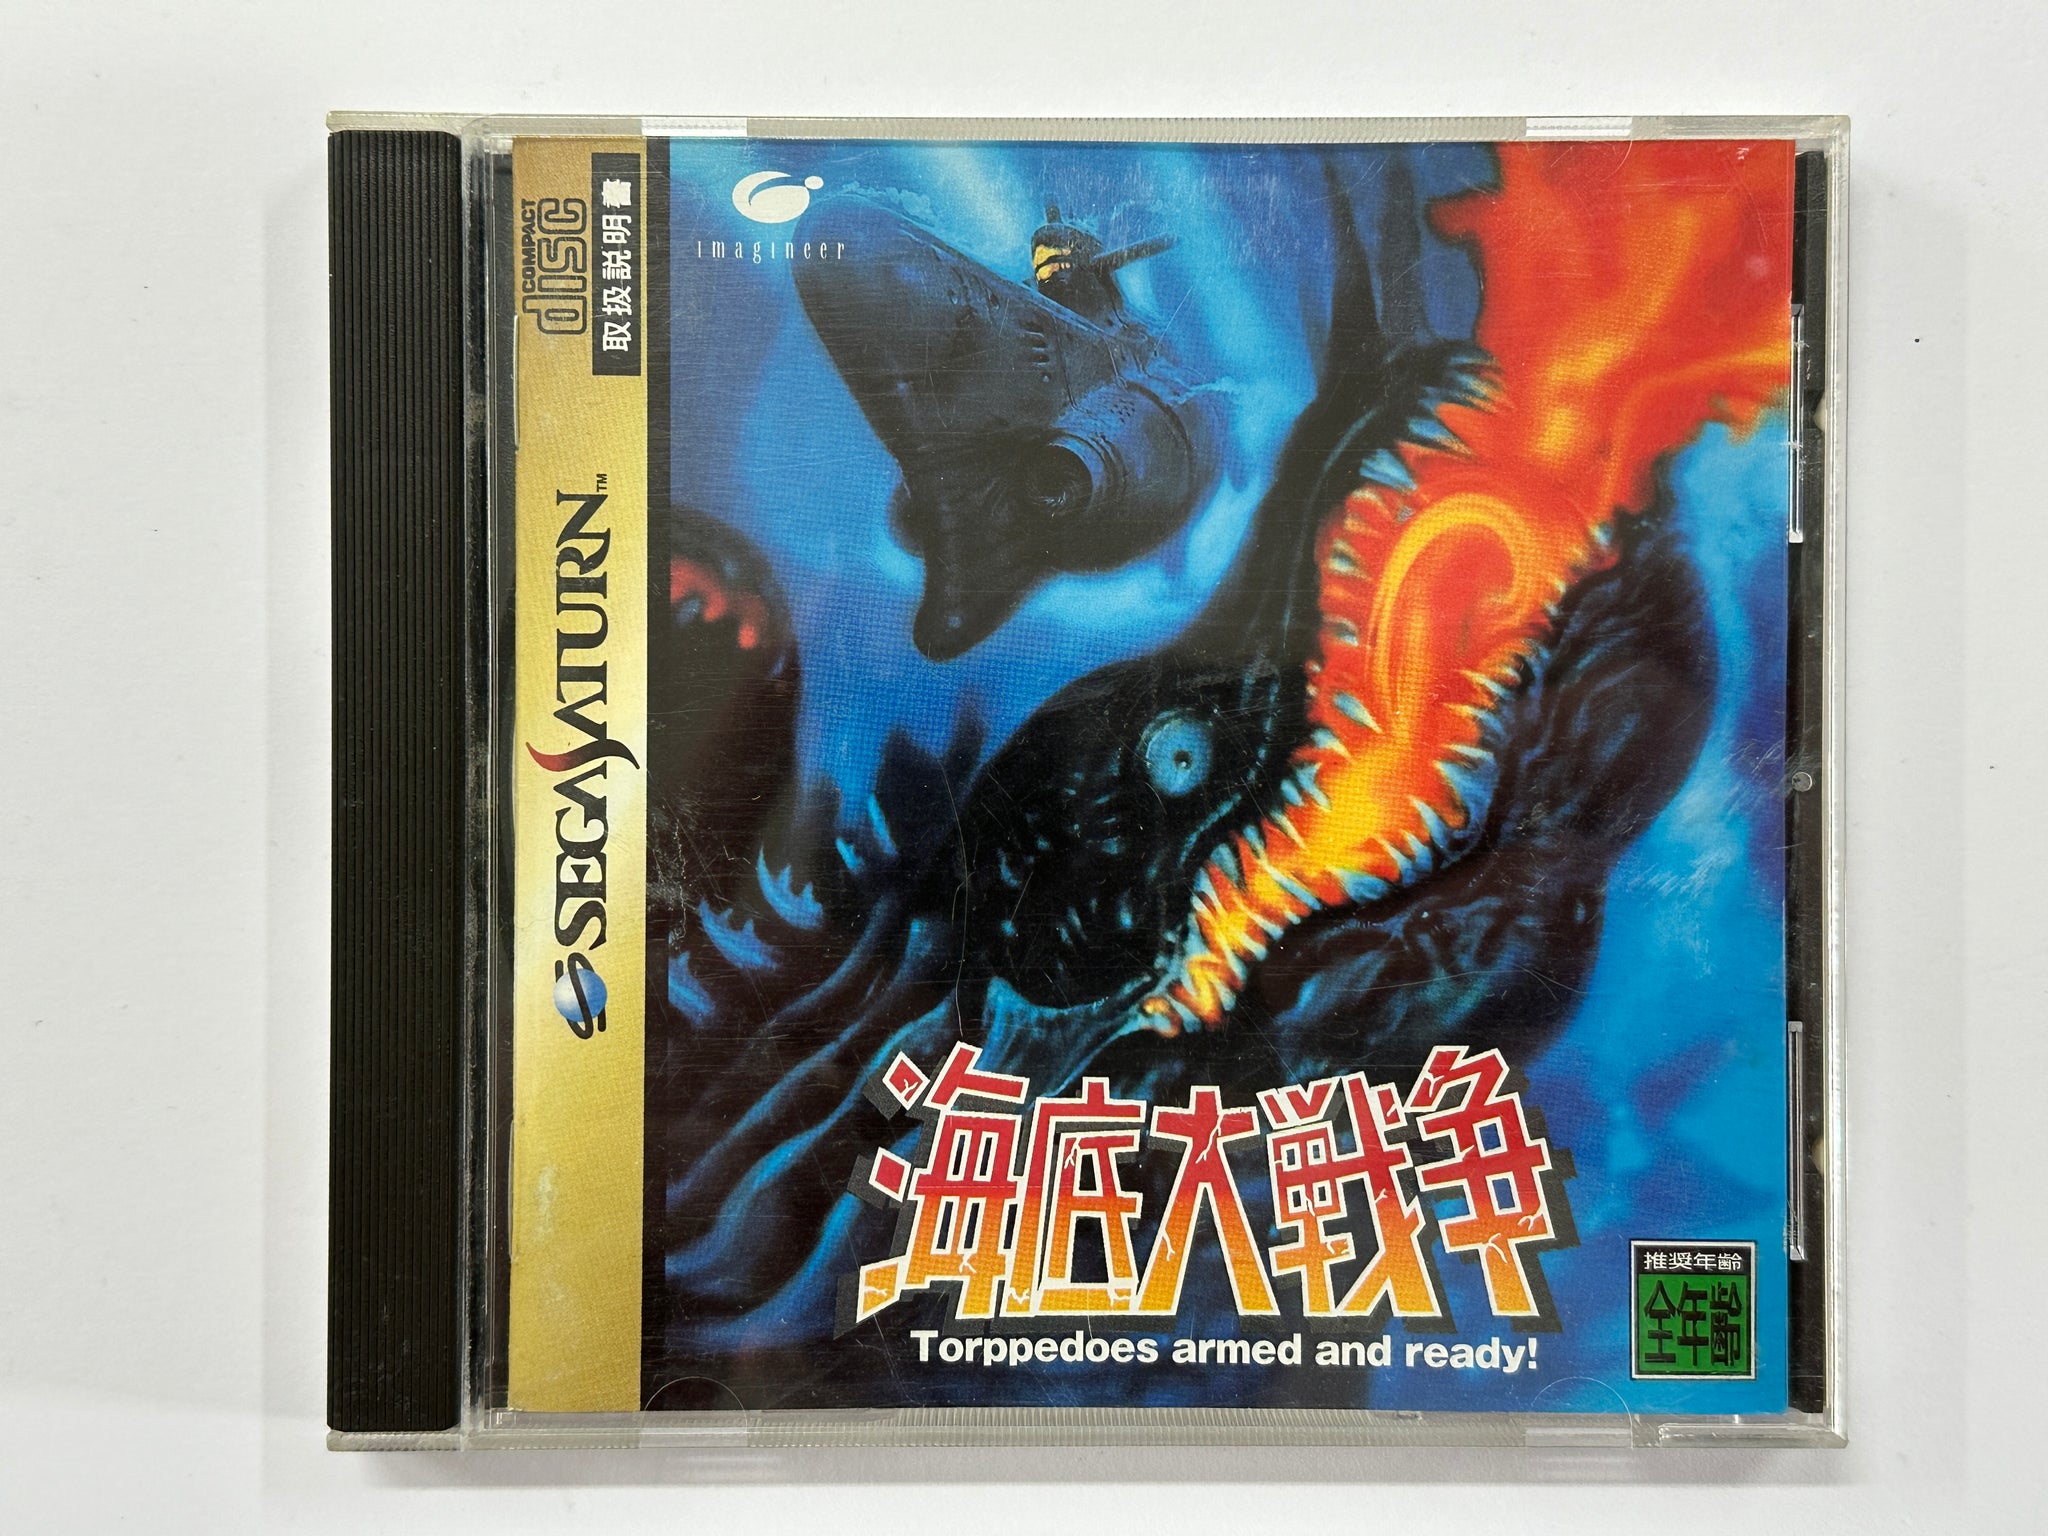 COMPACT
disc
取扱説明書
SEGA SATURN™
imagineer
海底大戦争
Torppedoes armed and ready!
推奨年齢
全年齢